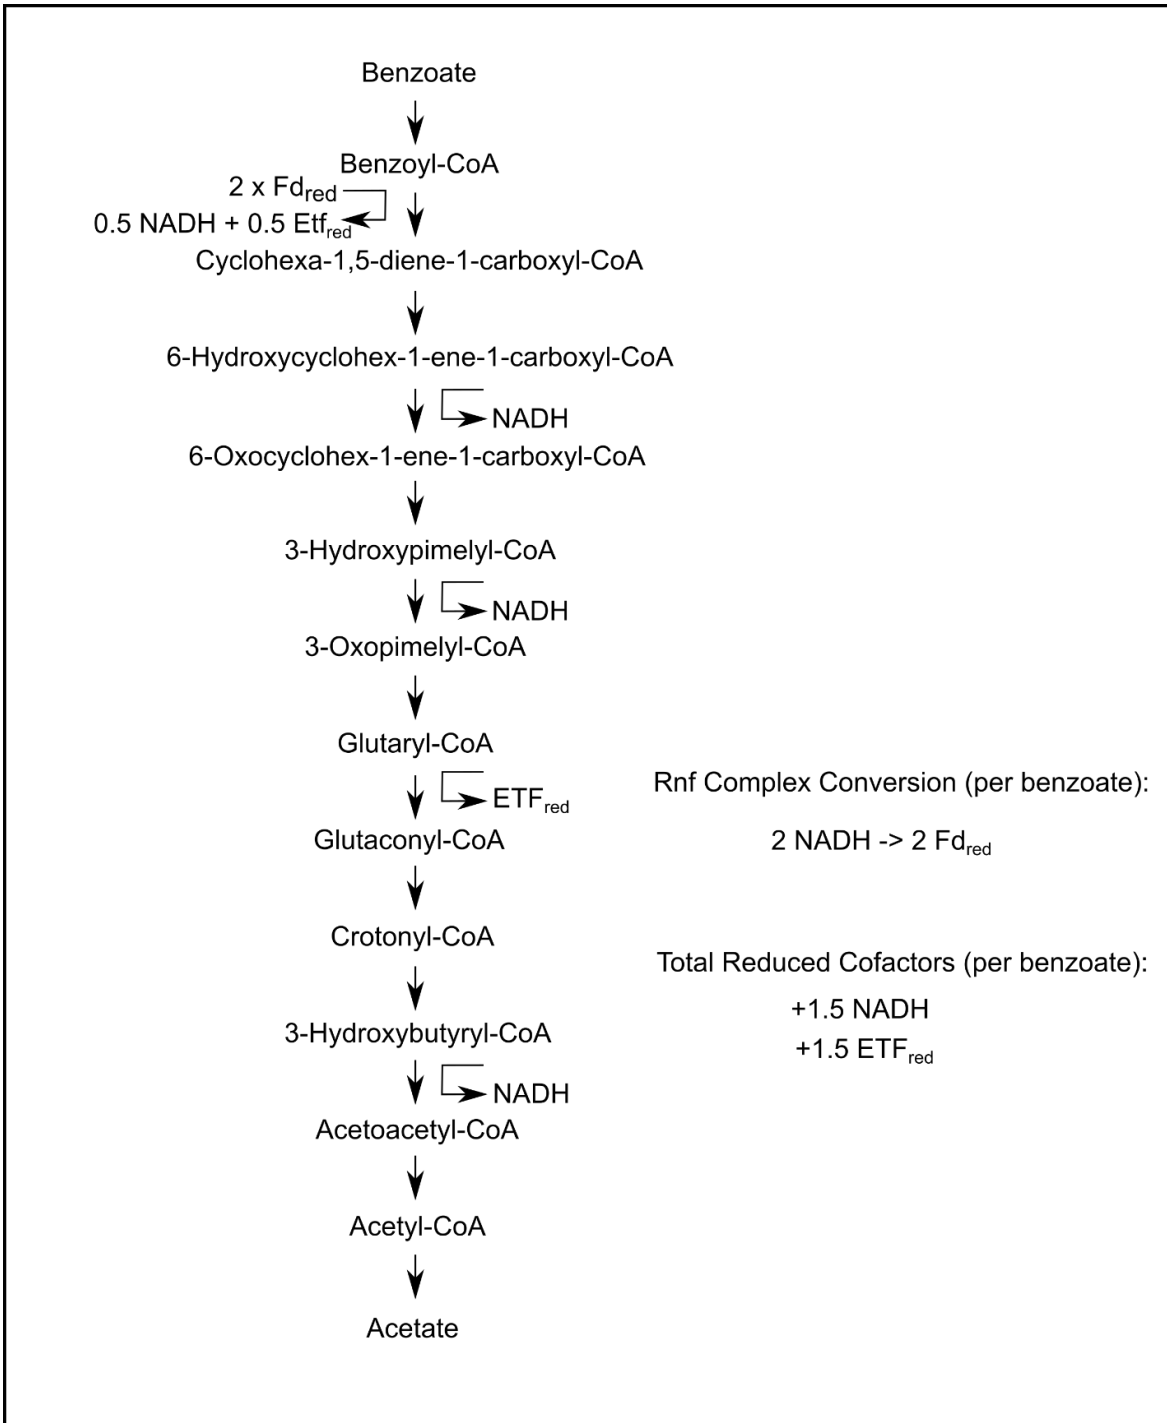 Benzoate
Benzoyl-CoA
2 x Fdred
0.5 NADH + 0.5 Etfred
Cyclohexa-1,5-diene-1-carboxyl-CoA
6-Hydroxycyclohex-1-ene-1-carboxyl-CoA
NADH
6-Oxocyclohex-1-ene-1-carboxyl-CoA
3-Hydroxypimelyl-CoA
NADH
3-Oxopimelyl-CoA
Glutaryl-CoA
ETFred
Glutaconyl-CoA
Crotonyl-CoA
3-Hydroxybutyryl-CoA
NADH
Acetoacetyl-CoA
Acetyl-CoA
Acetate
Rnf Complex Conversion (per benzoate):
2 NADH -> 2 Fdred
Total Reduced Cofactors (per benzoate):
+1.5 NADH
+1.5 ETFred